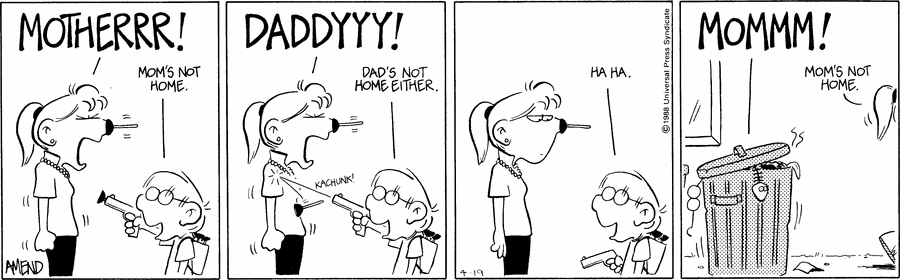 MOTHERRR!
MOM'S NOT
HOME.
AMEND
DADDYYY!
DAD'S NOT
HOME EITHER.
KACHUNK!
HA HA.
4-19
©1988 Universal Press Syndicate
MOMMM!
MOM'S NOT
HOME.